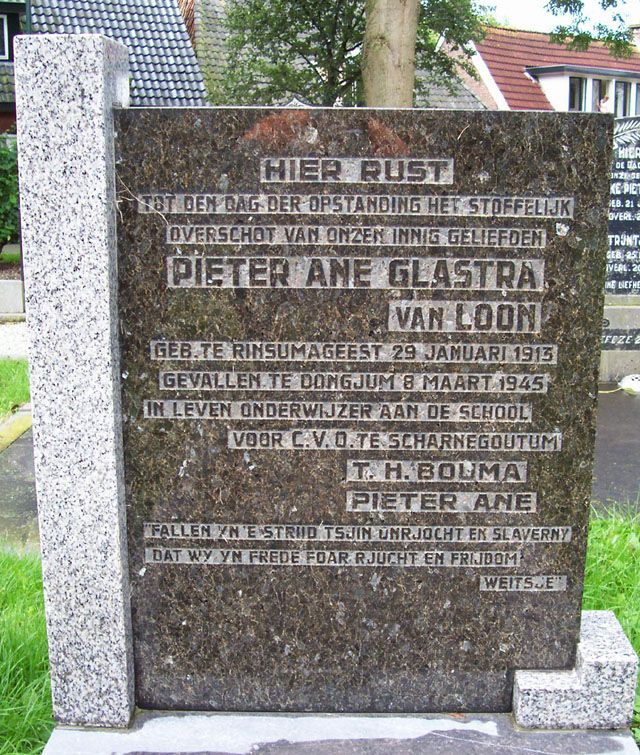 HIER RUST
TOT DEN DAG DER OPSTANDING HET STOFFELIJK
OVERSCHOT VAN ONZEN INNIG GELIEFDEN
PIETER ANE GLASTRA
VAN LOON
GEB. TE RINSUMAGEEST 29 JANUARI 1913
GEVALLEN TE DONGJUM 8 MAART 1945
IN LEVEN ONDERWIJZER AAN DE SCHOOL
VOOR C.V.O. TE SCHARNEGOUTUM
T. H. BOUMA
PIETER ANE
"FALLEN YN 'E STRIJD TSJIN ONRJOCHT EN SLAVERNY
DAT WY YN FREDE FOAR RJUCHT EN FRIJDOM
WEITSJE"
HIER